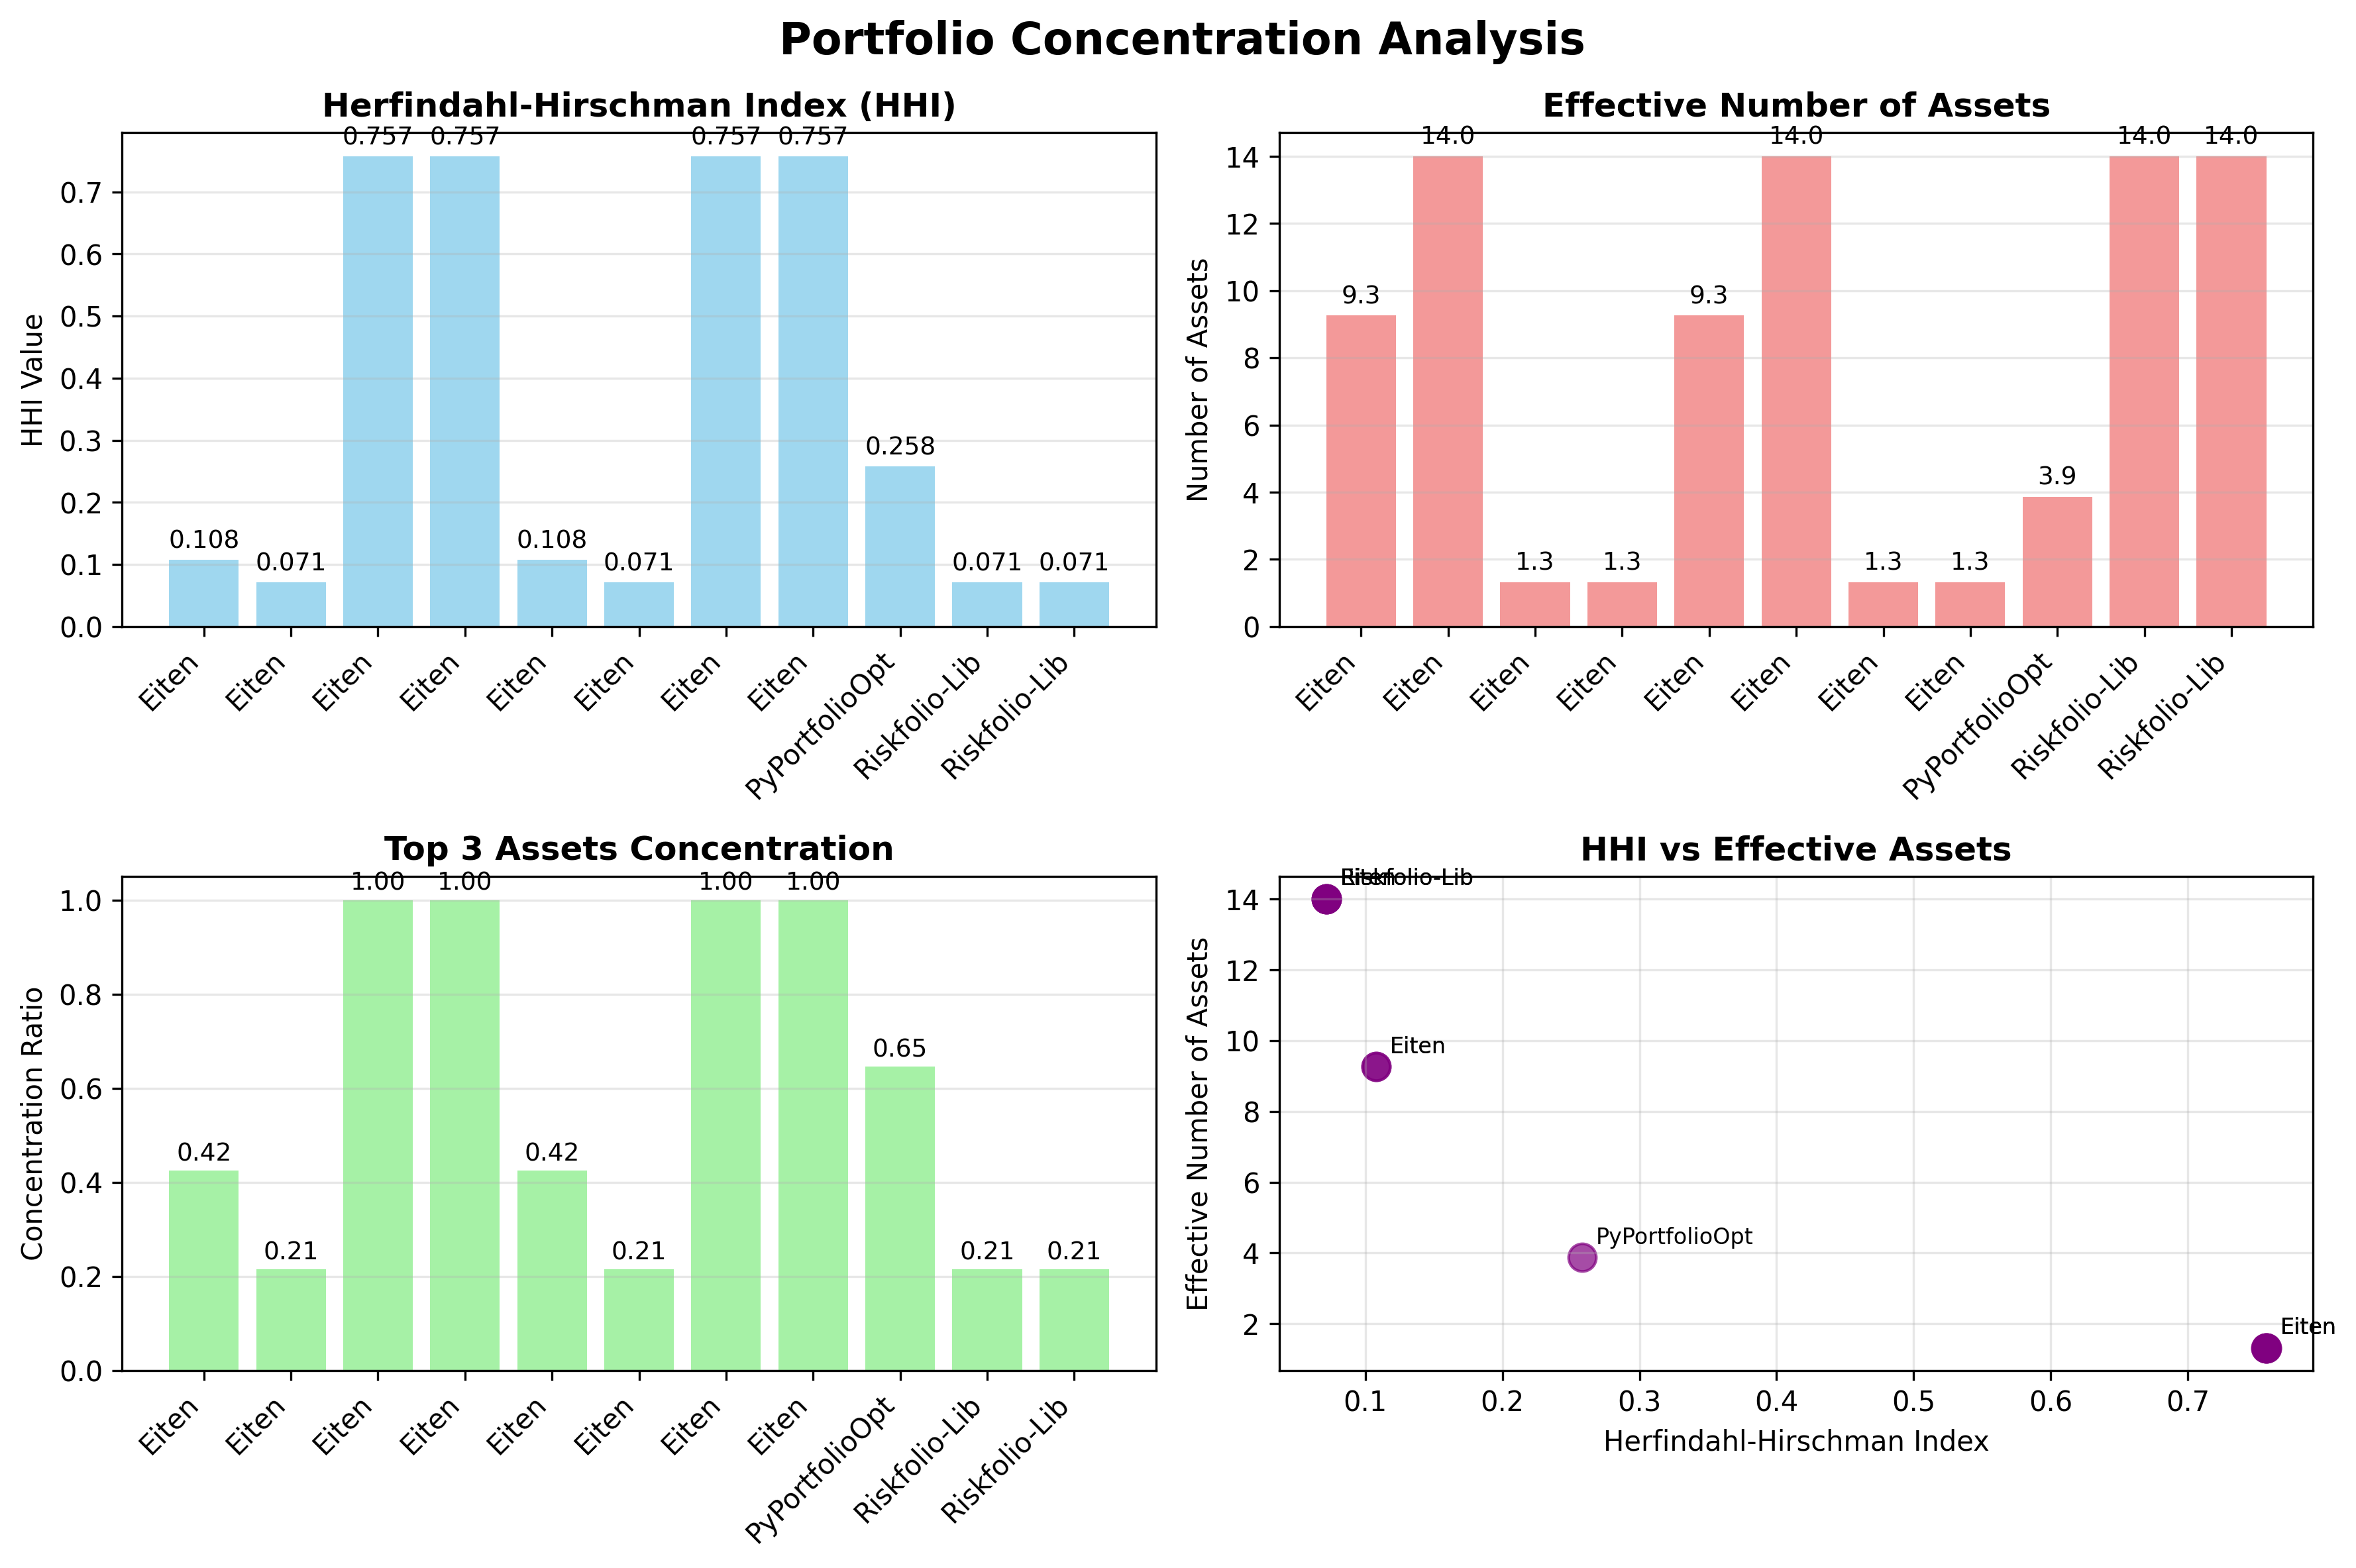 Portfolio Concentration Analysis
Herfindahl-Hirschman Index (HHI)
HHI Value
0.7
0.6
0.5
0.4
0.3
0.2
0.1
0.0
0.108
0.071
0.757
0.757
0.108
0.071
0.757
0.757
0.258
0.071
0.071
Eiten
Eiten
Eiten
Eiten
Eiten
Eiten
Eiten
Eiten
PyPortfolioOpt
Riskfolio-Lib
Riskfolio-Lib
Effective Number of Assets
Number of Assets
14
12
10
8
6
4
2
0
9.3
14.0
1.3
1.3
9.3
14.0
1.3
1.3
3.9
14.0
14.0
Eiten
Eiten
Eiten
Eiten
Eiten
Eiten
Eiten
Eiten
PyPortfolioOpt
Riskfolio-Lib
Riskfolio-Lib
Top 3 Assets Concentration
Concentration Ratio
1.0
0.8
0.6
0.4
0.2
0.0
0.42
0.21
1.00
1.00
0.42
0.21
1.00
1.00
0.65
0.21
0.21
Eiten
Eiten
Eiten
Eiten
Eiten
Eiten
Eiten
Eiten
PyPortfolioOpt
Riskfolio-Lib
Riskfolio-Lib
HHI vs Effective Assets
Effective Number of Assets
14
12
10
8
6
4
2
Eiten
Riskfolio-Lib
Eiten
PyPortfolioOpt
Eiten
0.1
0.2
0.3
0.4
0.5
0.6
0.7
Herfindahl-Hirschman Index